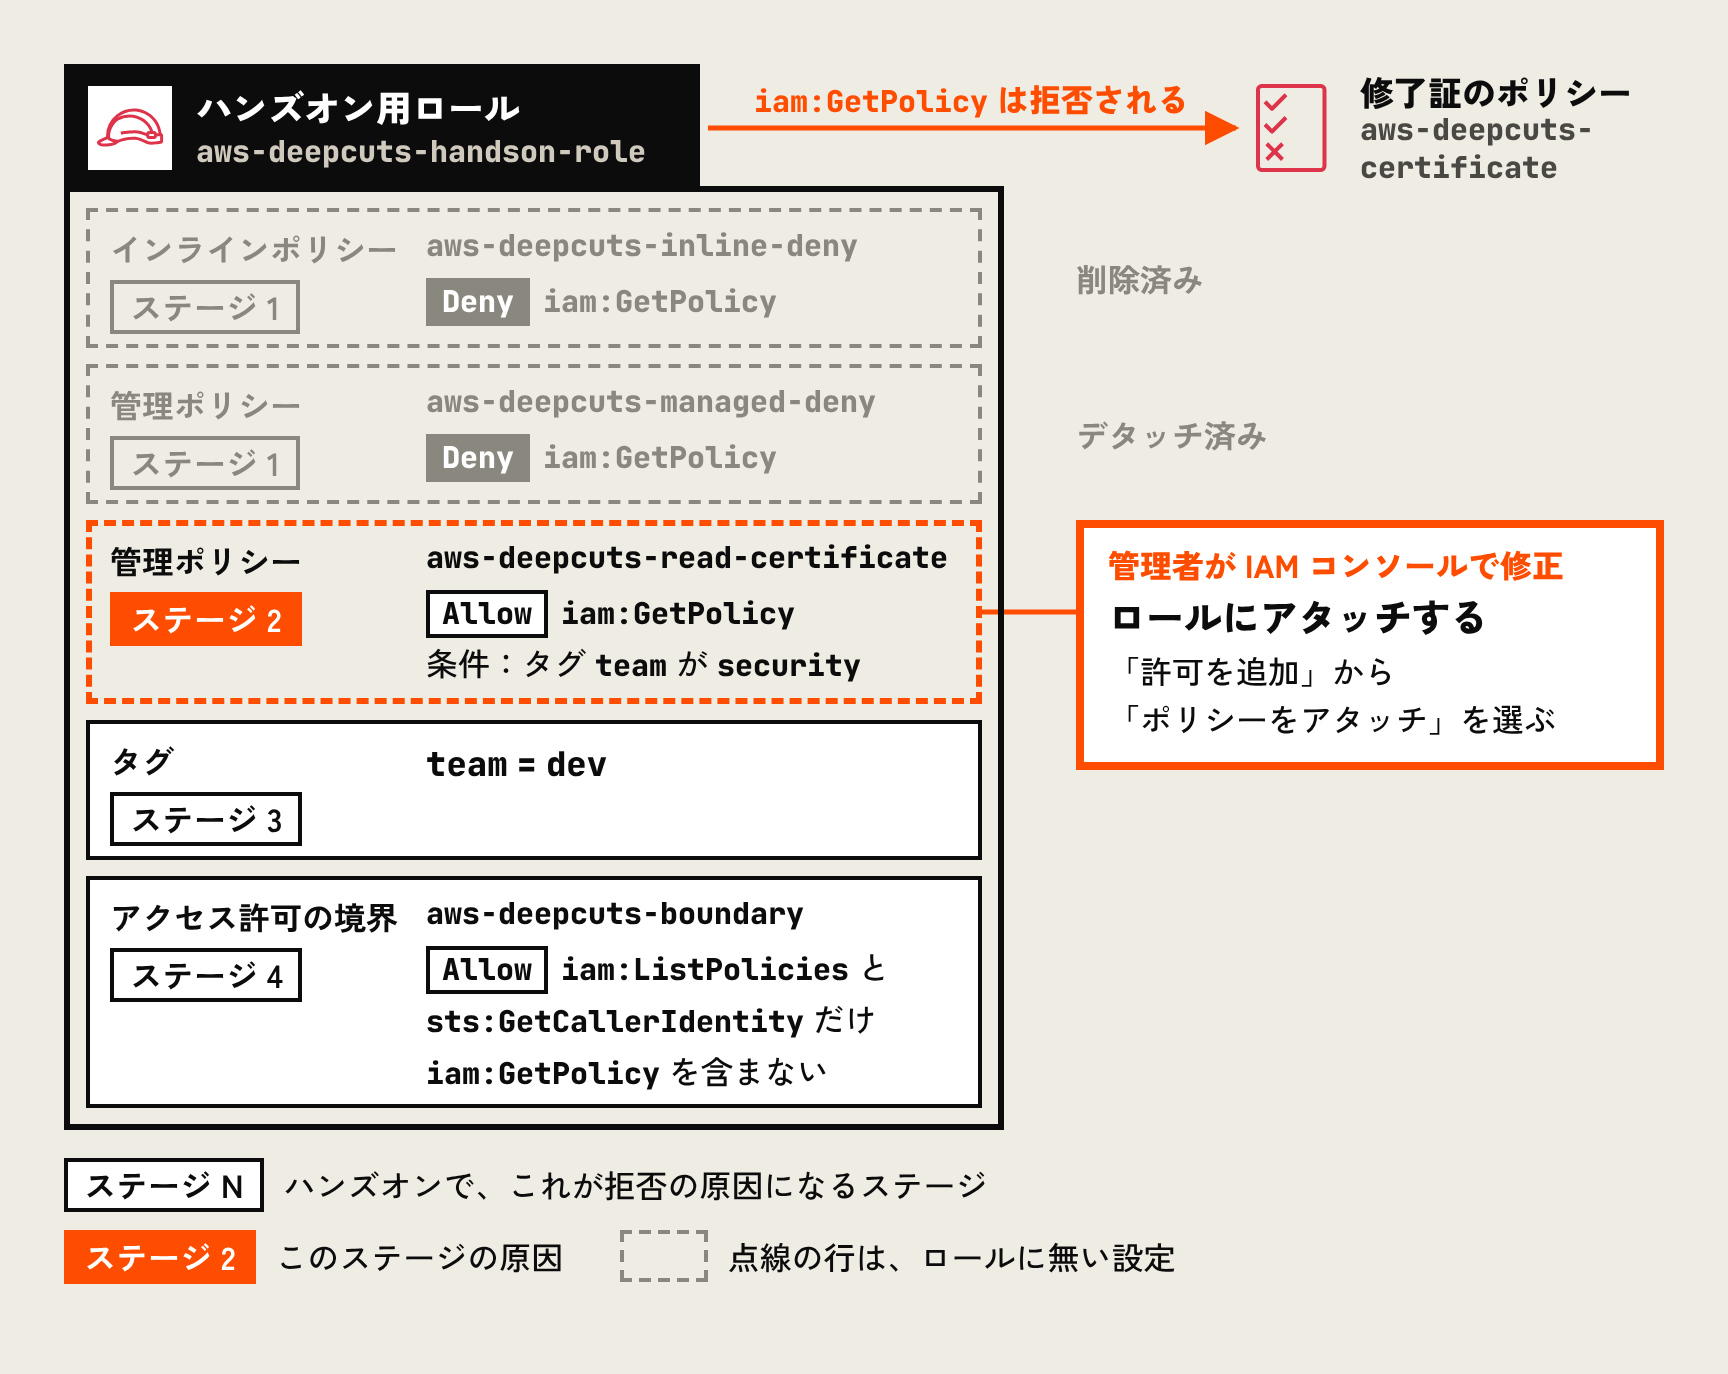 ハンズオン用ロール
aws-deepcuts-handson-role
iam:GetPolicy は拒否される
修了証のポリシー
aws-deepcuts-
certificate
インラインポリシー
ステージ 1
aws-deepcuts-inline-deny
Deny iam:GetPolicy
削除済み
管理ポリシー
ステージ 1
aws-deepcuts-managed-deny
Deny iam:GetPolicy
デタッチ済み
管理ポリシー
ステージ 2
aws-deepcuts-read-certificate
Allow iam:GetPolicy
条件：タグ team が security
管理者が IAM コンソールで修正
ロールにアタッチする
「許可を追加」から
「ポリシーをアタッチ」を選ぶ
タグ
ステージ 3
team = dev
アクセス許可の境界
ステージ 4
aws-deepcuts-boundary
Allow iam:ListPolicies と
sts:GetCallerIdentity だけ
iam:GetPolicy を含まない
ステージ N ハンズオンで、これが拒否の原因になるステージ
ステージ 2 このステージの原因
点線の行は、ロールに無い設定